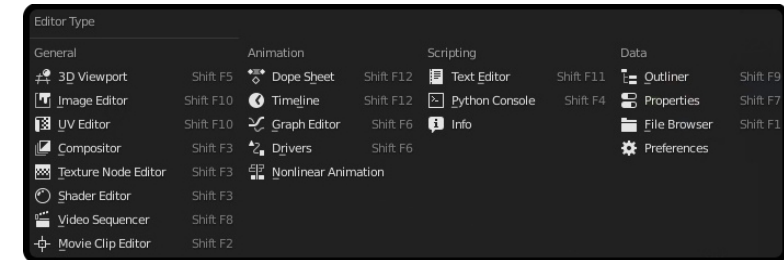 Editor Type
General
3D Viewport Shift F5
Image Editor Shift F10
UV Editor Shift F10
Compositor Shift F3
Texture Node Editor Shift F3
Shader Editor Shift F3
Video Sequencer Shift F8
Movie Clip Editor Shift F2
Animation
Dope Sheet Shift F12
Timeline Shift F12
Graph Editor Shift F6
Drivers Shift F6
Nonlinear Animation
Scripting
Text Editor Shift F11
Python Console Shift F4
Info
Data
Outliner Shift F9
Properties Shift F7
File Browser Shift F1
Preferences